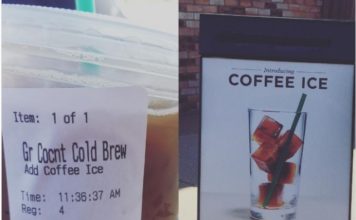 Item: 1 of 1
Gr Cocnt Cold Brew
Add Coffee Ice
Time: 11:36:37 AM
Reg: 4
Introducing
COFFEE ICE